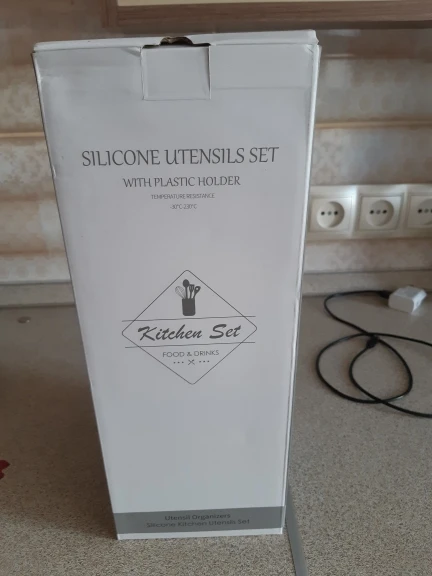 SILICONE UTENSILS SET
WITH PLASTIC HOLDER
TEMPERATURE RESISTANCE
Kitchen Set
FOOD & DRINKS
Utensil Organizers
Silicone Kitchen Utensils Set